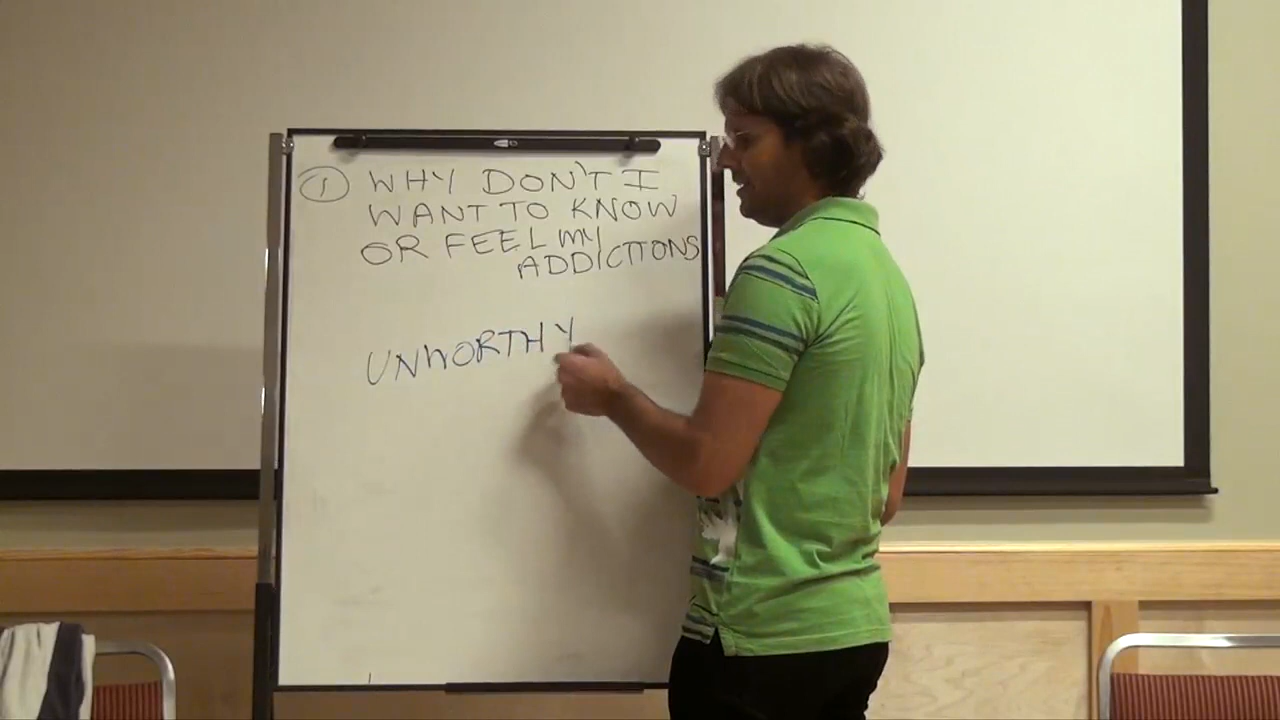 ① WHY DON'T I
WANT TO KNOW
OR FEEL MY
ADDICTIONS
UNWORTHY